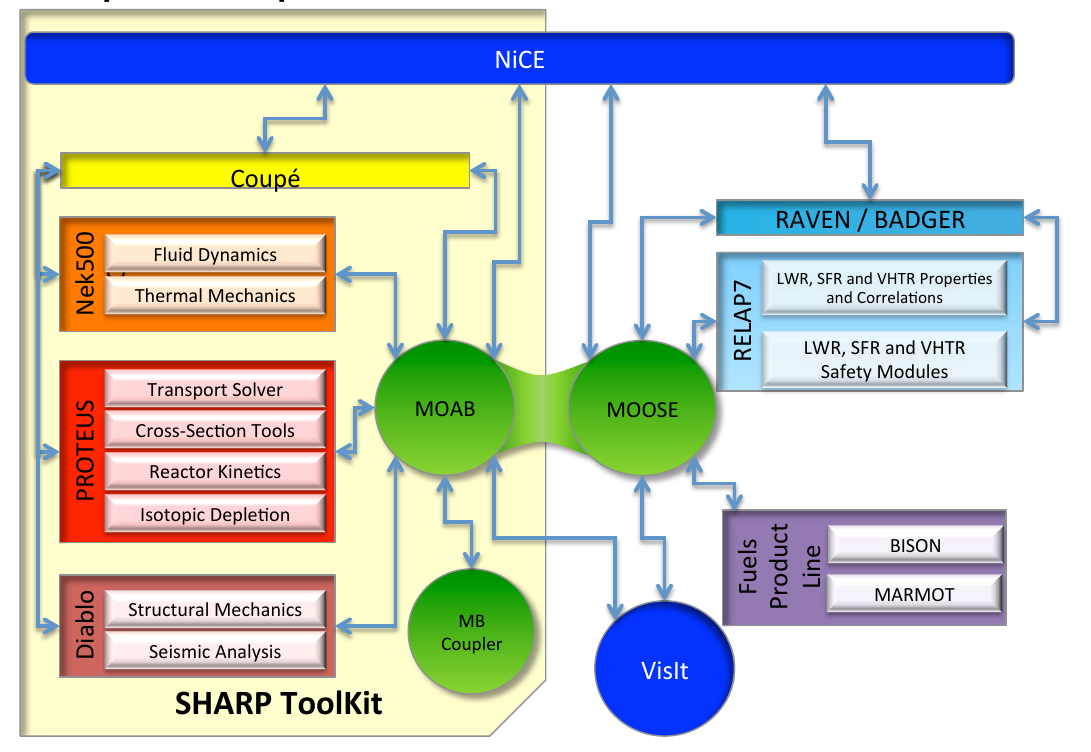 NiCE
Coupé
RAVEN / BADGER
Nek500
Fluid Dynamics
Thermal Mechanics
RELAP7
LWR, SFR and VHTR Properties
and Correlations
LWR, SFR and VHTR
Safety Modules
MOAB
MOOSE
PROTEUS
Transport Solver
Cross-Section Tools
Reactor Kinetics
Isotopic Depletion
Fuels
Product
Line
BISON
MARMOT
Diablo
Structural Mechanics
Seismic Analysis
MB
Coupler
VisIt
SHARP ToolKit